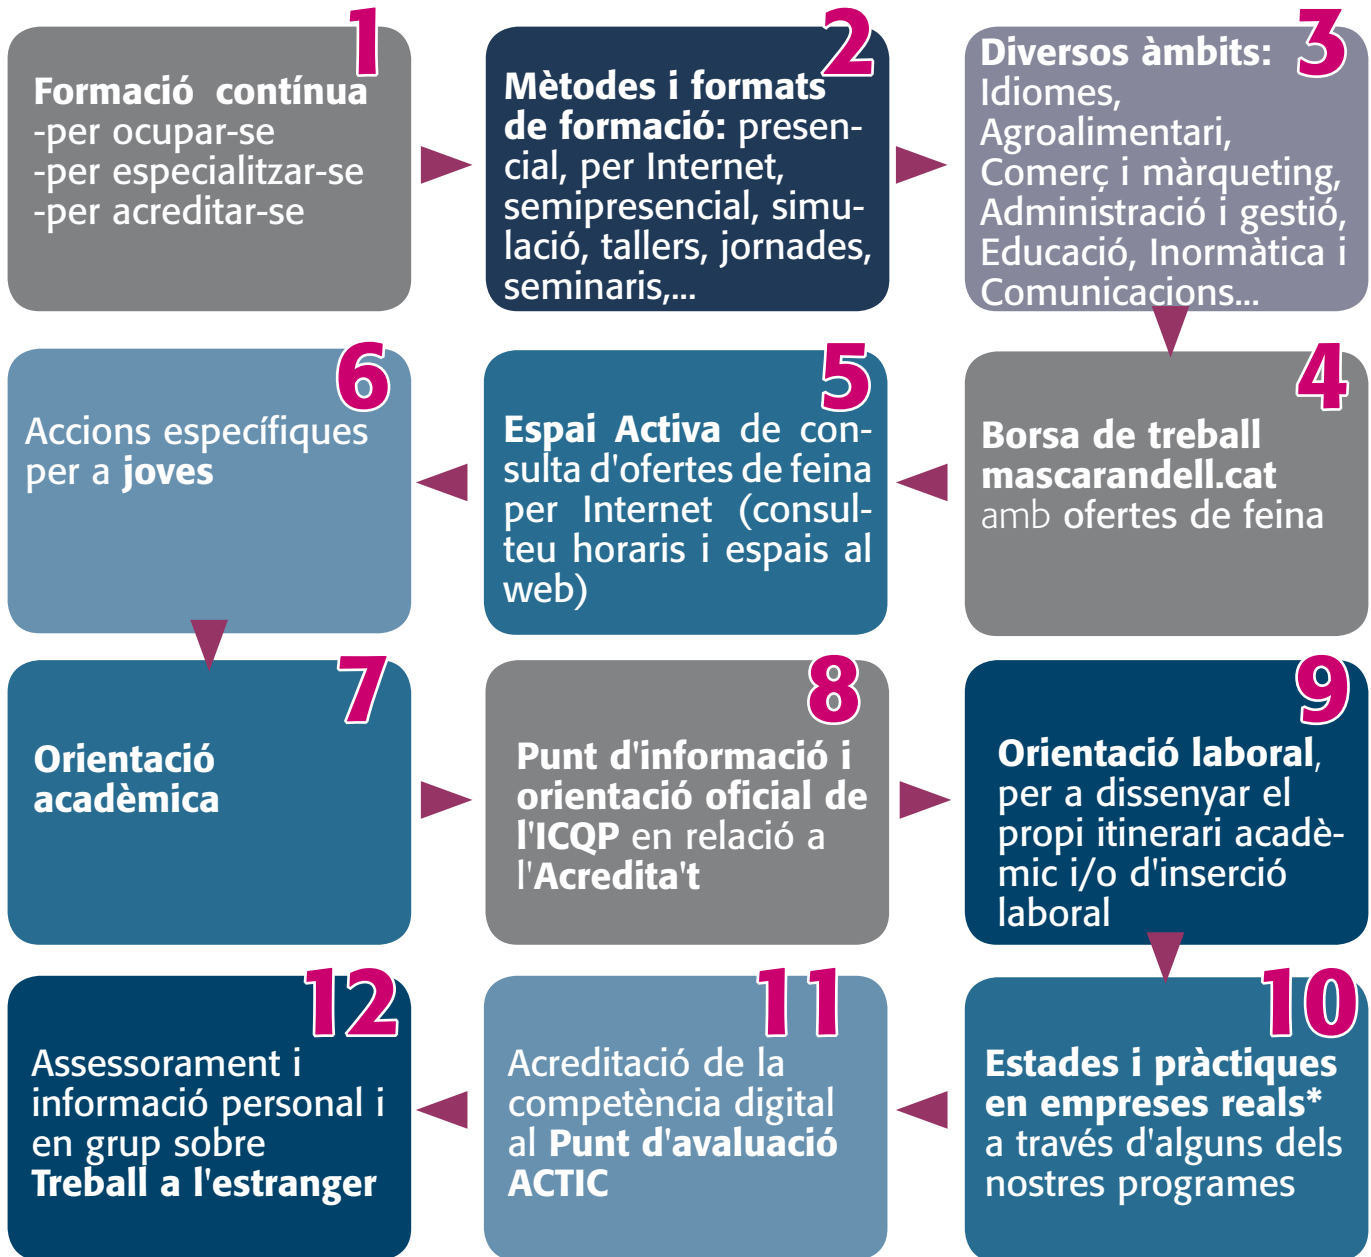 1
Formació contínua
-per ocupar-se
-per especialitzar-se
-per acreditar-se
2
Mètodes i formats
de formació: presen-
cial, per Internet,
semipresencial, simu-
lació, tallers, jornades,
seminaris,...
3
Diversos àmbits:
Idiomes,
Agroalimentari,
Comerç i màrqueting,
Administració i gestió,
Educació, Inormàtica i
Comunicacions...
4
Borsa de treball
mascarandell.cat
amb ofertes de feina
5
Espai Activa de con-
sulta d'ofertes de feina
per Internet (consul-
teu horaris i espais al
web)
6
Accions específiques
per a joves
7
Orientació
acadèmica
8
Punt d'informació i
orientació oficial de
l'ICQP en relació a
l'Acredita't
9
Orientació laboral,
per a dissenyar el
propi itinerari acadè-
mic i/o d'inserció
laboral
10
Estades i pràctiques
en empreses reals*
a través d'alguns dels
nostres programes
11
Acreditació de la
competència digital
al Punt d'avaluació
ACTIC
12
Assessorament i
informació personal i
en grup sobre
Treball a l'estranger